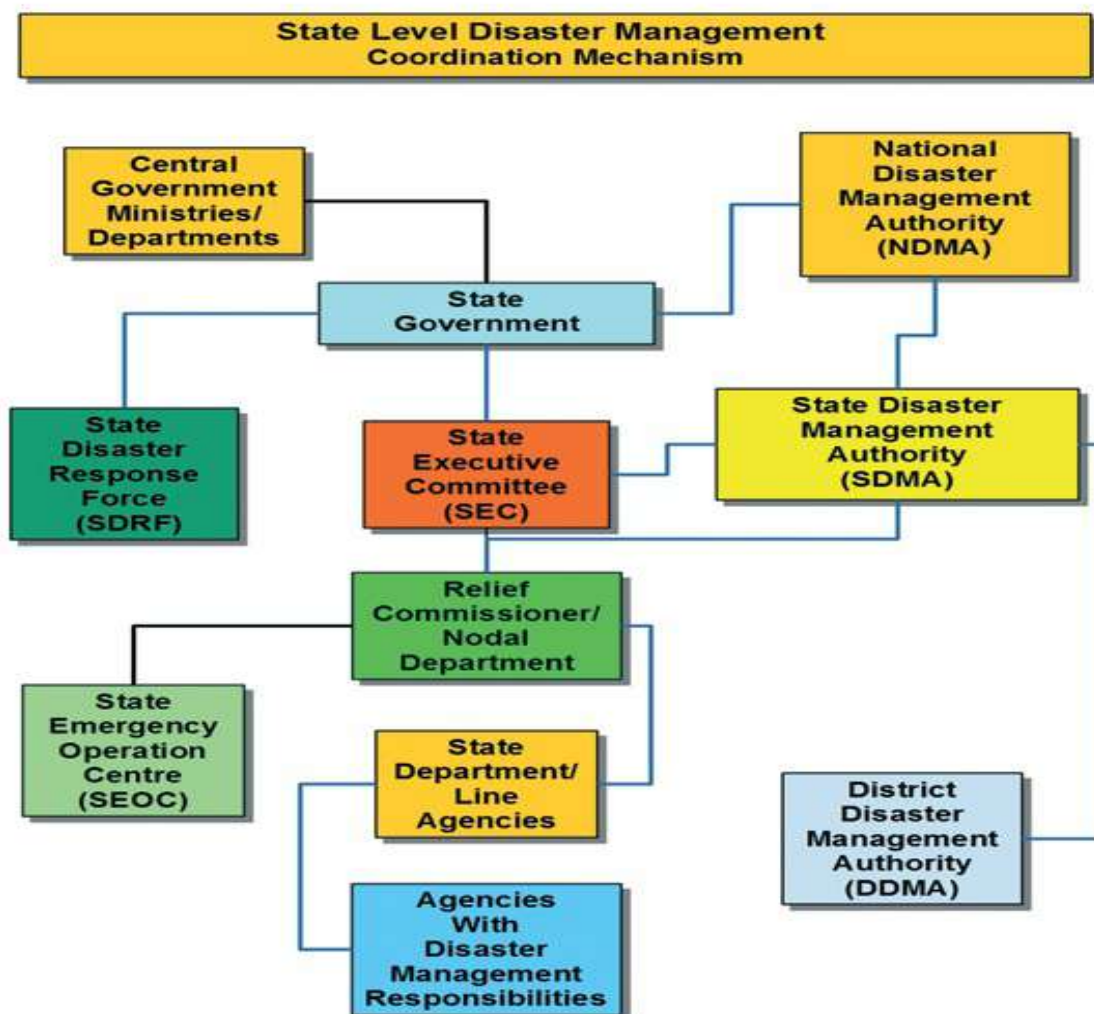 State Level Disaster Management
Coordination Mechanism
Central
Government
Ministries/
Departments
National
Disaster
Management
Authority
(NDMA)
State
Government
State
Disaster
Response
Force
(SDRF)
State
Executive
Committee
(SEC)
State Disaster
Management
Authority
(SDMA)
Relief
Commissioner/
Nodal
Department
State
Emergency
Operation
Centre
(SEOC)
State
Department/
Line
Agencies
District
Disaster
Management
Authority
(DDMA)
Agencies
With
Disaster
Management
Responsibilities